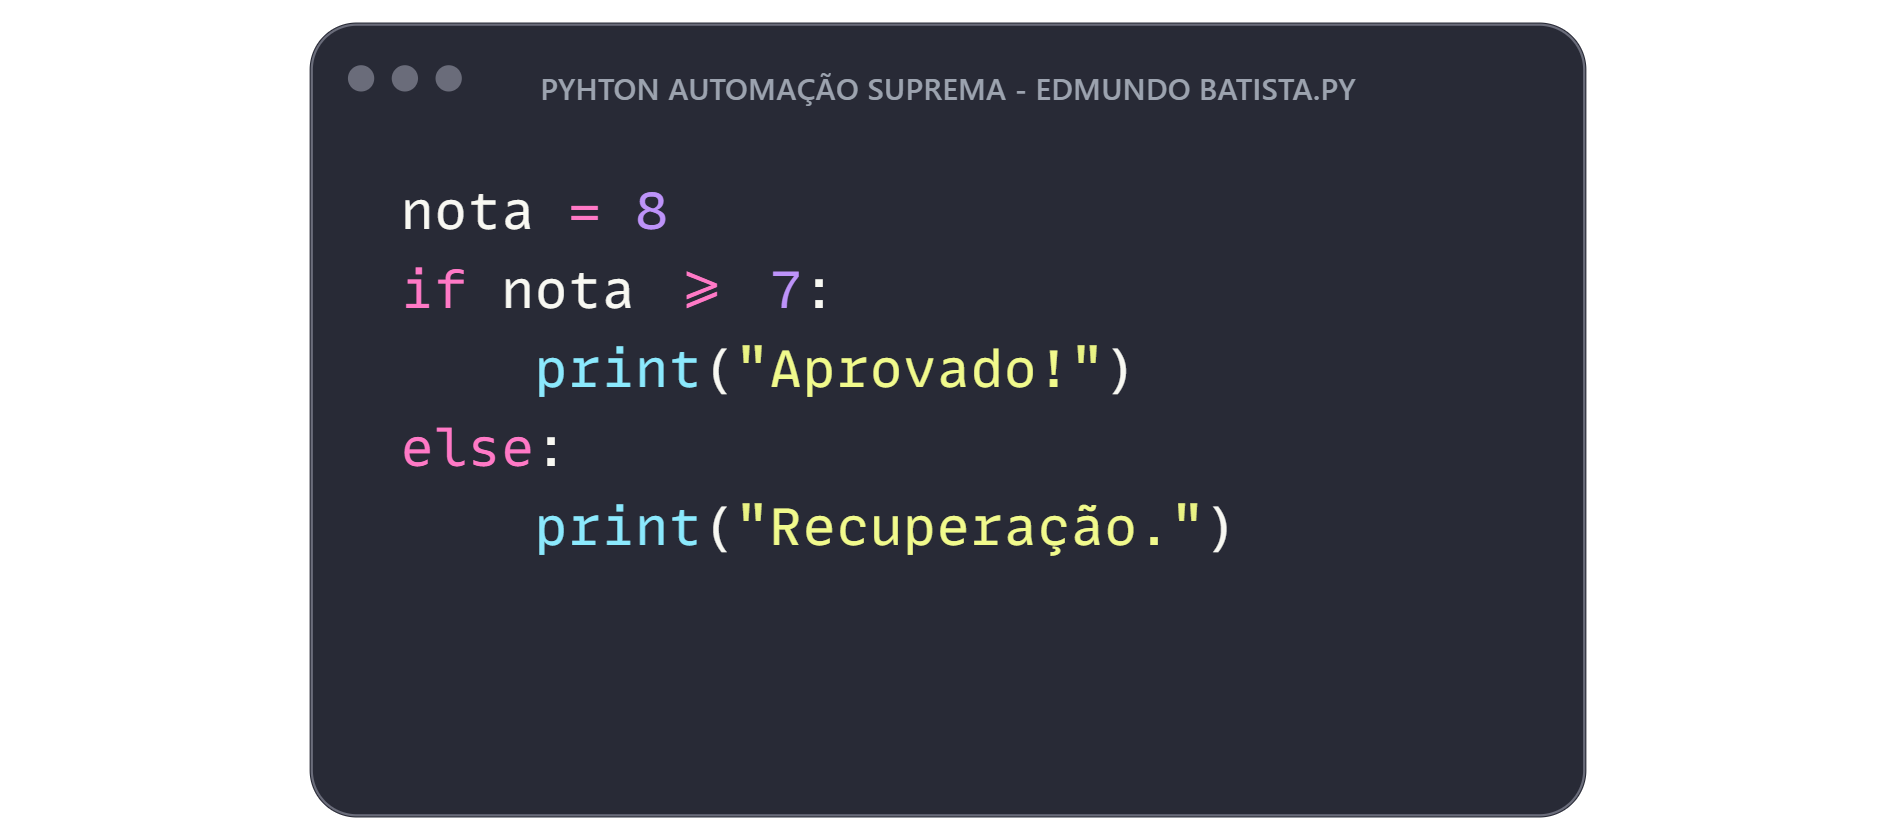 PYHTON AUTOMAÇÃO SUPREMA - EDMUNDO BATISTA.PY
nota = 8
if nota >= 7:
    print("Aprovado!")
else:
    print("Recuperação.")